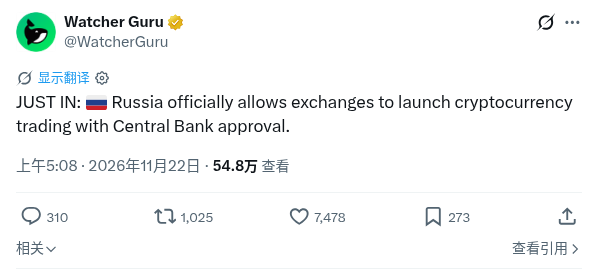 Watcher Guru
@WatcherGuru
显示翻译
JUST IN: Russia officially allows exchanges to launch cryptocurrency
trading with Central Bank approval.
上午5:08 · 2026年11月22日 · 54.8万 查看
310 1,025 7,478 273
相关 查看引用